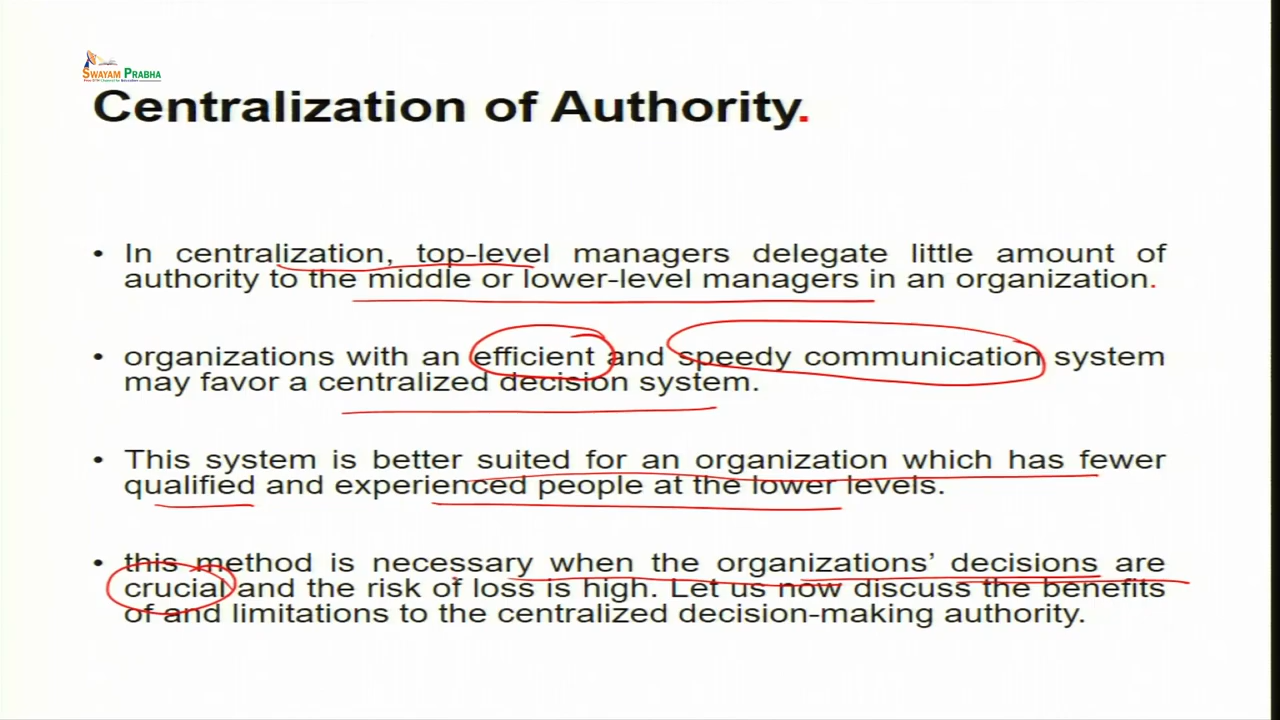 SWAYAM PRABHA
Centralization of Authority.
• In centralization, top-level managers delegate little amount of
authority to the middle or lower-level managers in an organization.
• organizations with an efficient and speedy communication system
may favor a centralized decision system.
• This system is better suited for an organization which has fewer
qualified and experienced people at the lower levels.
• this method is necessary when the organizations’ decisions are
crucial and the risk of loss is high. Let us now discuss the benefits
of and limitations to the centralized decision-making authority.